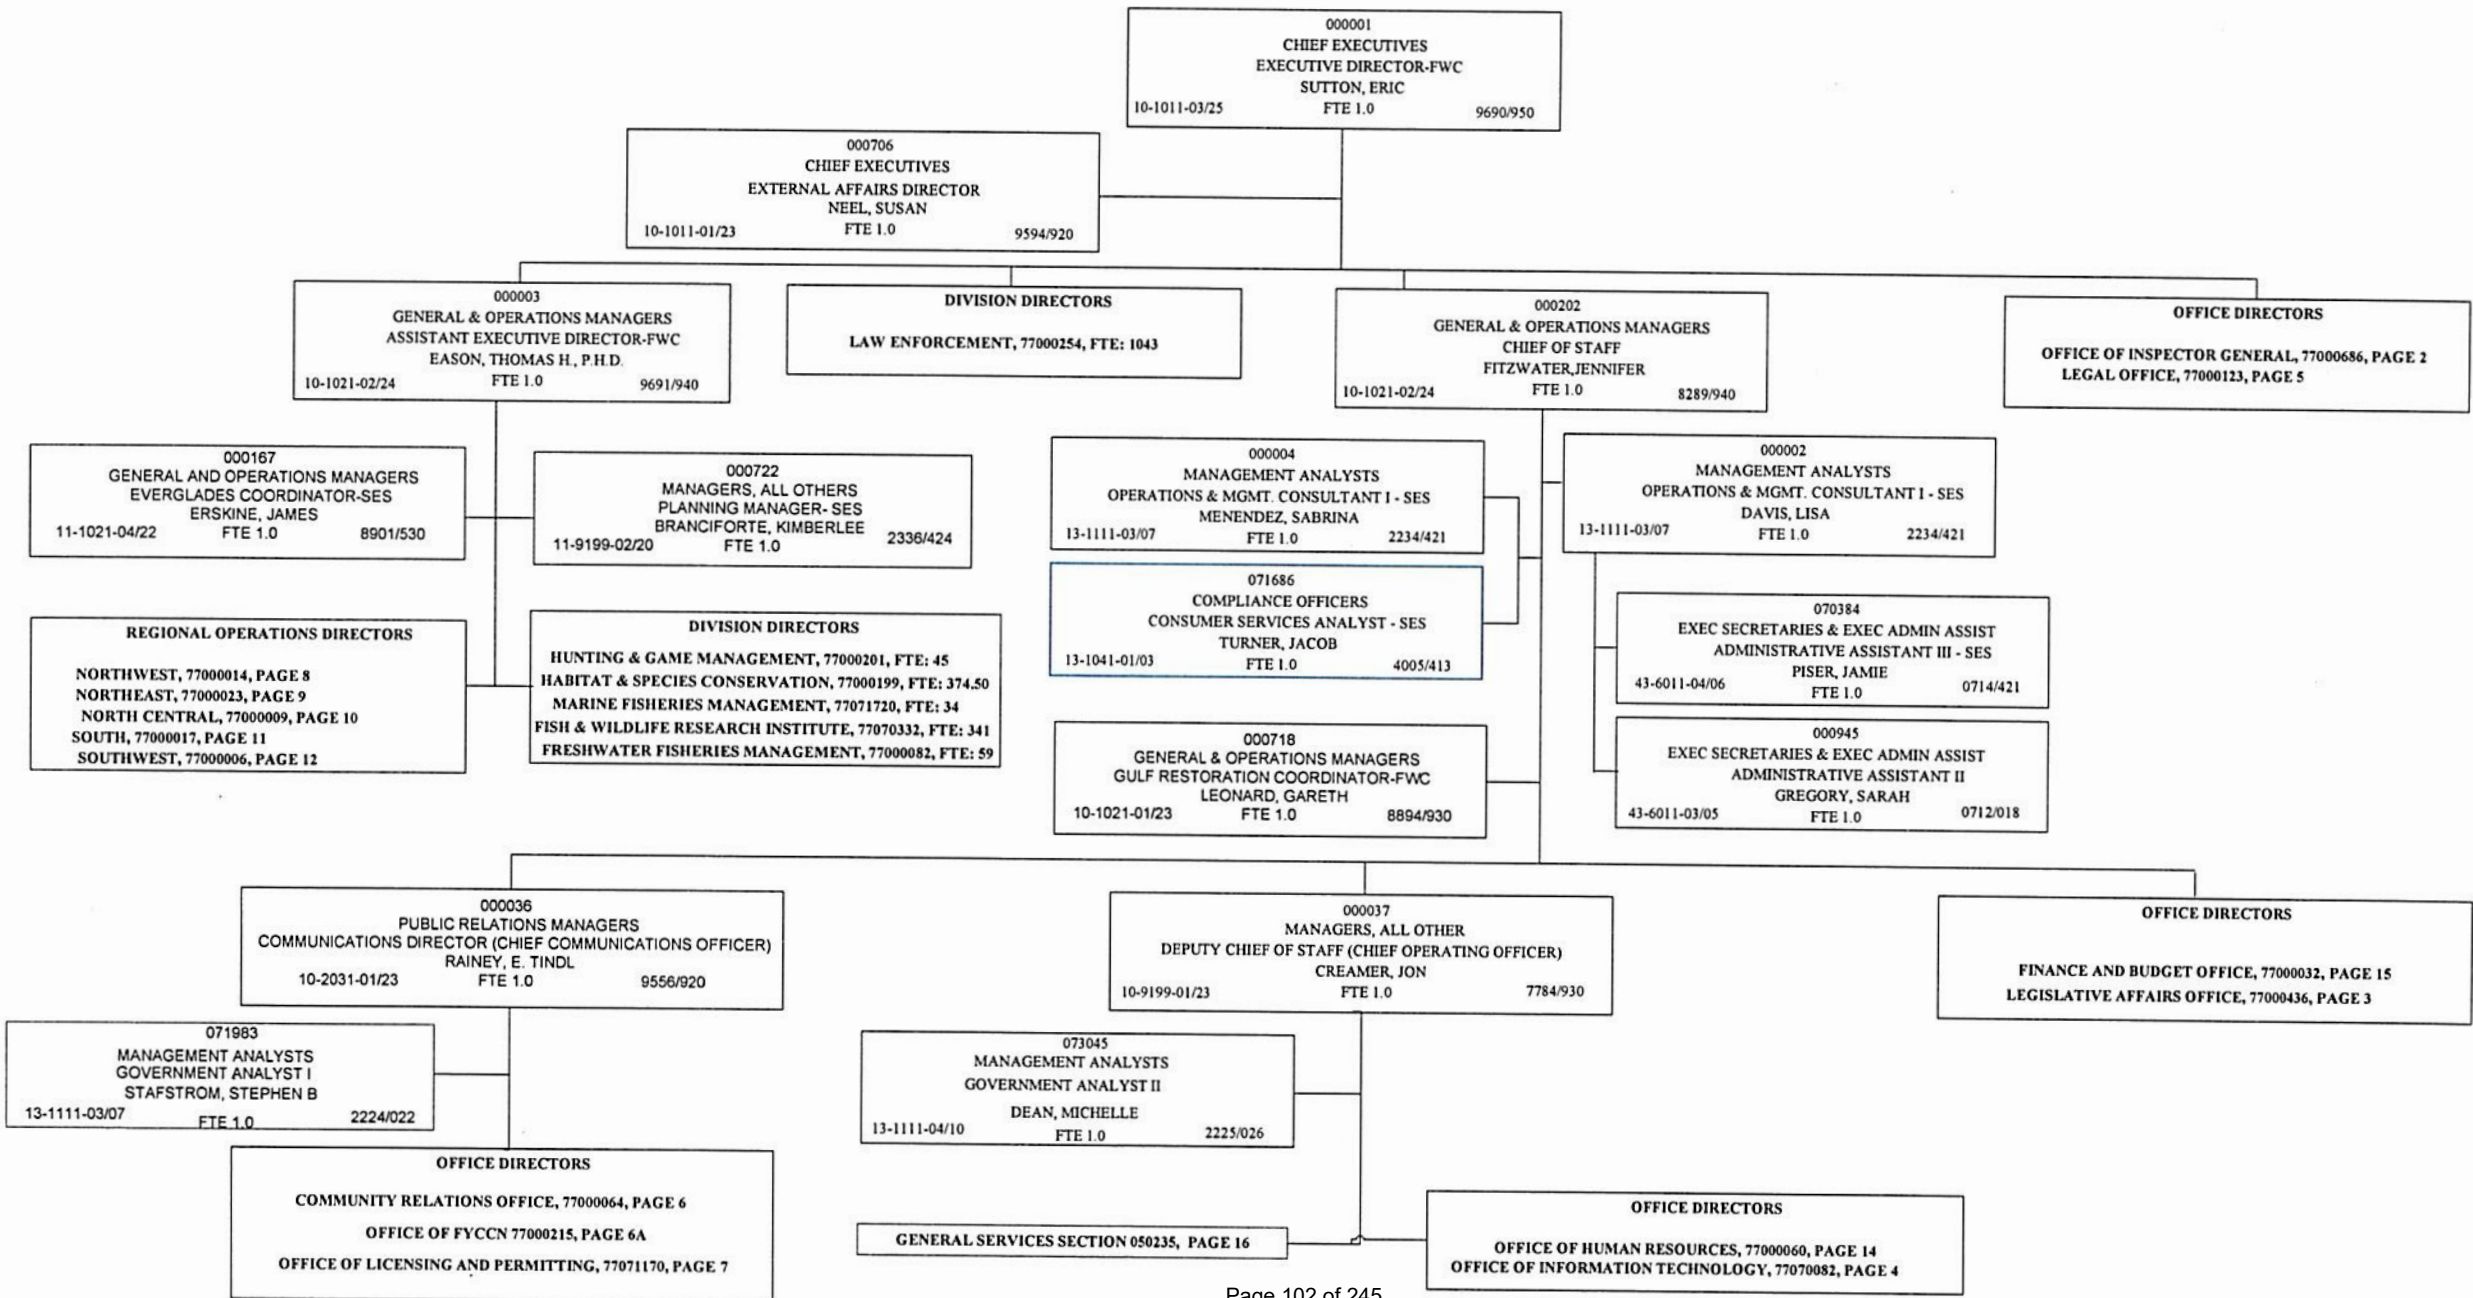 000001
CHIEF EXECUTIVES
EXECUTIVE DIRECTOR-FWC
SUTTON, ERIC
10-1011-03/25 FTE 1.0 9690/950
000706
CHIEF EXECUTIVES
EXTERNAL AFFAIRS DIRECTOR
NEEL, SUSAN
10-1011-01/23 FTE 1.0 9594/920
000003
GENERAL & OPERATIONS MANAGERS
ASSISTANT EXECUTIVE DIRECTOR-FWC
EASON, THOMAS H., P.H.D.
10-1021-02/24 FTE 1.0 9691/940
DIVISION DIRECTORS
LAW ENFORCEMENT, 77000254, FTE: 1043
000202
GENERAL & OPERATIONS MANAGERS
CHIEF OF STAFF
FITZWATER,JENNIFER
10-1021-02/24 FTE 1.0 8289/940
OFFICE DIRECTORS
OFFICE OF INSPECTOR GENERAL, 77000686, PAGE 2
LEGAL OFFICE, 77000123, PAGE 5
000167
GENERAL AND OPERATIONS MANAGERS
EVERGLADES COORDINATOR-SES
ERSKINE, JAMES
11-1021-04/22 FTE 1.0 8901/530
000722
MANAGERS, ALL OTHERS
PLANNING MANAGER- SES
BRANCIFORTE, KIMBERLEE
11-9199-02/20 FTE 1.0 2336/424
000004
MANAGEMENT ANALYSTS
OPERATIONS & MGMT. CONSULTANT I - SES
MENENDEZ, SABRINA
13-1111-03/07 FTE 1.0 2234/421
000002
MANAGEMENT ANALYSTS
OPERATIONS & MGMT. CONSULTANT I - SES
DAVIS, LISA
13-1111-03/07 FTE 1.0 2234/421
071686
COMPLIANCE OFFICERS
CONSUMER SERVICES ANALYST - SES
TURNER, JACOB
13-1041-01/03 FTE 1.0 4005/413
070384
EXEC SECRETARIES & EXEC ADMIN ASSIST
ADMINISTRATIVE ASSISTANT III - SES
PISER, JAMIE
43-6011-04/06 FTE 1.0 0714/421
REGIONAL OPERATIONS DIRECTORS
NORTHWEST, 77000014, PAGE 8
NORTHEAST, 77000023, PAGE 9
NORTH CENTRAL, 77000009, PAGE 10
SOUTH, 77000017, PAGE 11
SOUTHWEST, 77000006, PAGE 12
DIVISION DIRECTORS
HUNTING & GAME MANAGEMENT, 77000201, FTE: 45
HABITAT & SPECIES CONSERVATION, 77000199, FTE: 374.50
MARINE FISHERIES MANAGEMENT, 77071720, FTE: 34
FISH & WILDLIFE RESEARCH INSTITUTE, 77070332, FTE: 341
FRESHWATER FISHERIES MANAGEMENT, 77000082, FTE: 59
000718
GENERAL & OPERATIONS MANAGERS
GULF RESTORATION COORDINATOR-FWC
LEONARD, GARETH
10-1021-01/23 FTE 1.0 8894/930
000945
EXEC SECRETARIES & EXEC ADMIN ASSIST
ADMINISTRATIVE ASSISTANT II
GREGORY, SARAH
43-6011-03/05 FTE 1.0 0712/018
000036
PUBLIC RELATIONS MANAGERS
COMMUNICATIONS DIRECTOR (CHIEF COMMUNICATIONS OFFICER)
RAINEY, E. TINDL
10-2031-01/23 FTE 1.0 9556/920
000037
MANAGERS, ALL OTHER
DEPUTY CHIEF OF STAFF (CHIEF OPERATING OFFICER)
CREAMER, JON
10-9199-01/23 FTE 1.0 7784/930
OFFICE DIRECTORS
FINANCE AND BUDGET OFFICE, 77000032, PAGE 15
LEGISLATIVE AFFAIRS OFFICE, 77000436, PAGE 3
071983
MANAGEMENT ANALYSTS
GOVERNMENT ANALYST I
STAFSTROM, STEPHEN B
13-1111-03/07 FTE 1.0 2224/022
073045
MANAGEMENT ANALYSTS
GOVERNMENT ANALYST II
DEAN, MICHELLE
13-1111-04/10 FTE 1.0 2225/026
OFFICE DIRECTORS
COMMUNITY RELATIONS OFFICE, 77000064, PAGE 6
OFFICE OF FYCCN 77000215, PAGE 6A
OFFICE OF LICENSING AND PERMITTING, 77071170, PAGE 7
GENERAL SERVICES SECTION 050235, PAGE 16
OFFICE DIRECTORS
OFFICE OF HUMAN RESOURCES, 77000060, PAGE 14
OFFICE OF INFORMATION TECHNOLOGY, 77070082, PAGE 4
Page 102 of 245